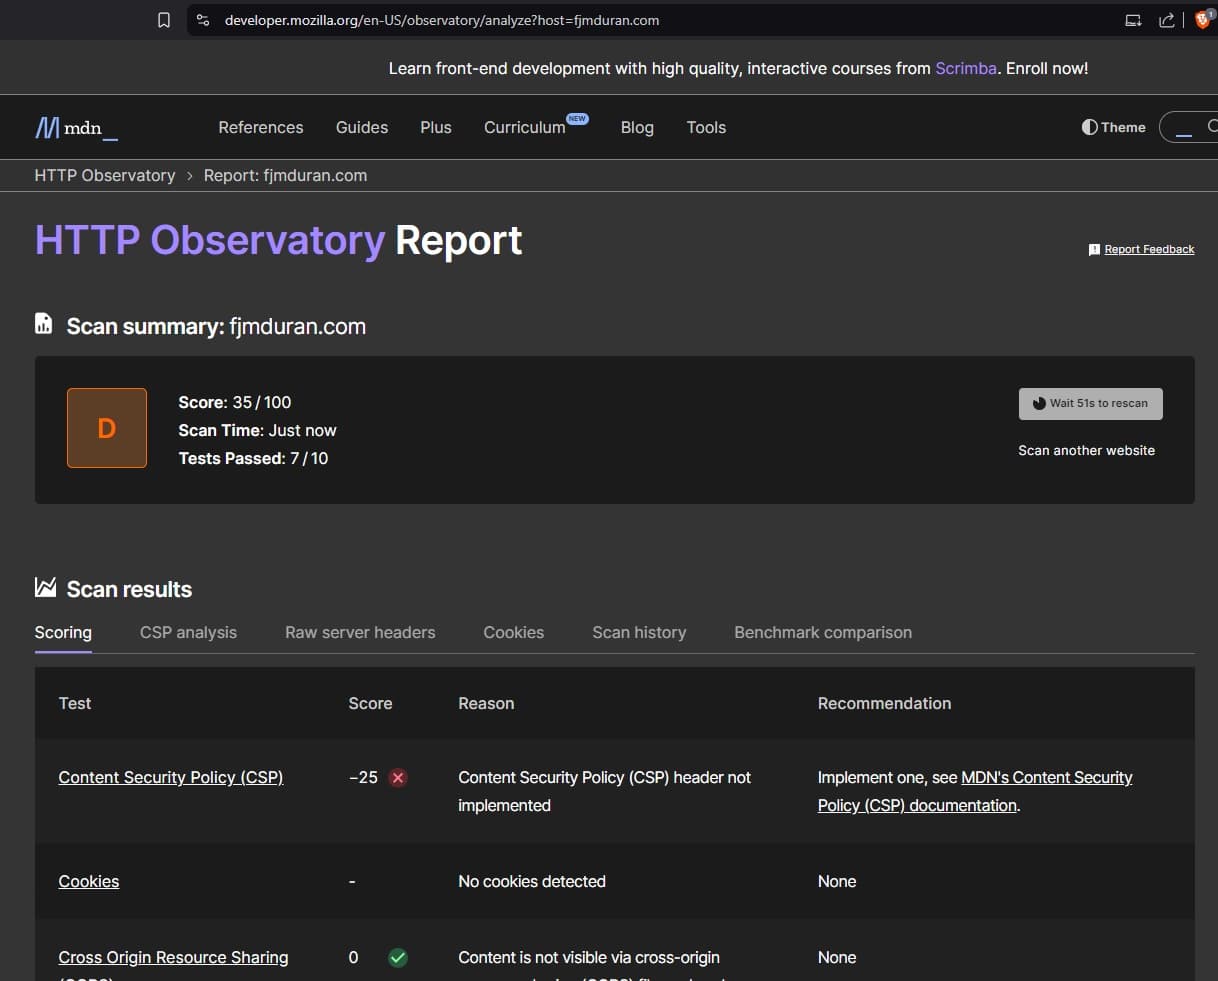 developer.mozilla.org/en-US/observatory/analyze?host=fjmduran.com
1
Learn front-end development with high quality, interactive courses from Scrimba. Enroll now!
mdn_ References Guides Plus Curriculum NEW Blog Tools Theme
HTTP Observatory › Report: fjmduran.com
HTTP Observatory Report
Report Feedback
Scan summary: fjmduran.com
D
Score: 35 / 100
Scan Time: Just now
Tests Passed: 7 / 10
Wait 51s to rescan
Scan another website
Scan results
Scoring CSP analysis Raw server headers Cookies Scan history Benchmark comparison
Test Score Reason Recommendation
Content Security Policy (CSP) −25 Content Security Policy (CSP) header not implemented Implement one, see MDN's Content Security Policy (CSP) documentation.
Cookies - No cookies detected None
Cross Origin Resource Sharing 0 Content is not visible via cross-origin None